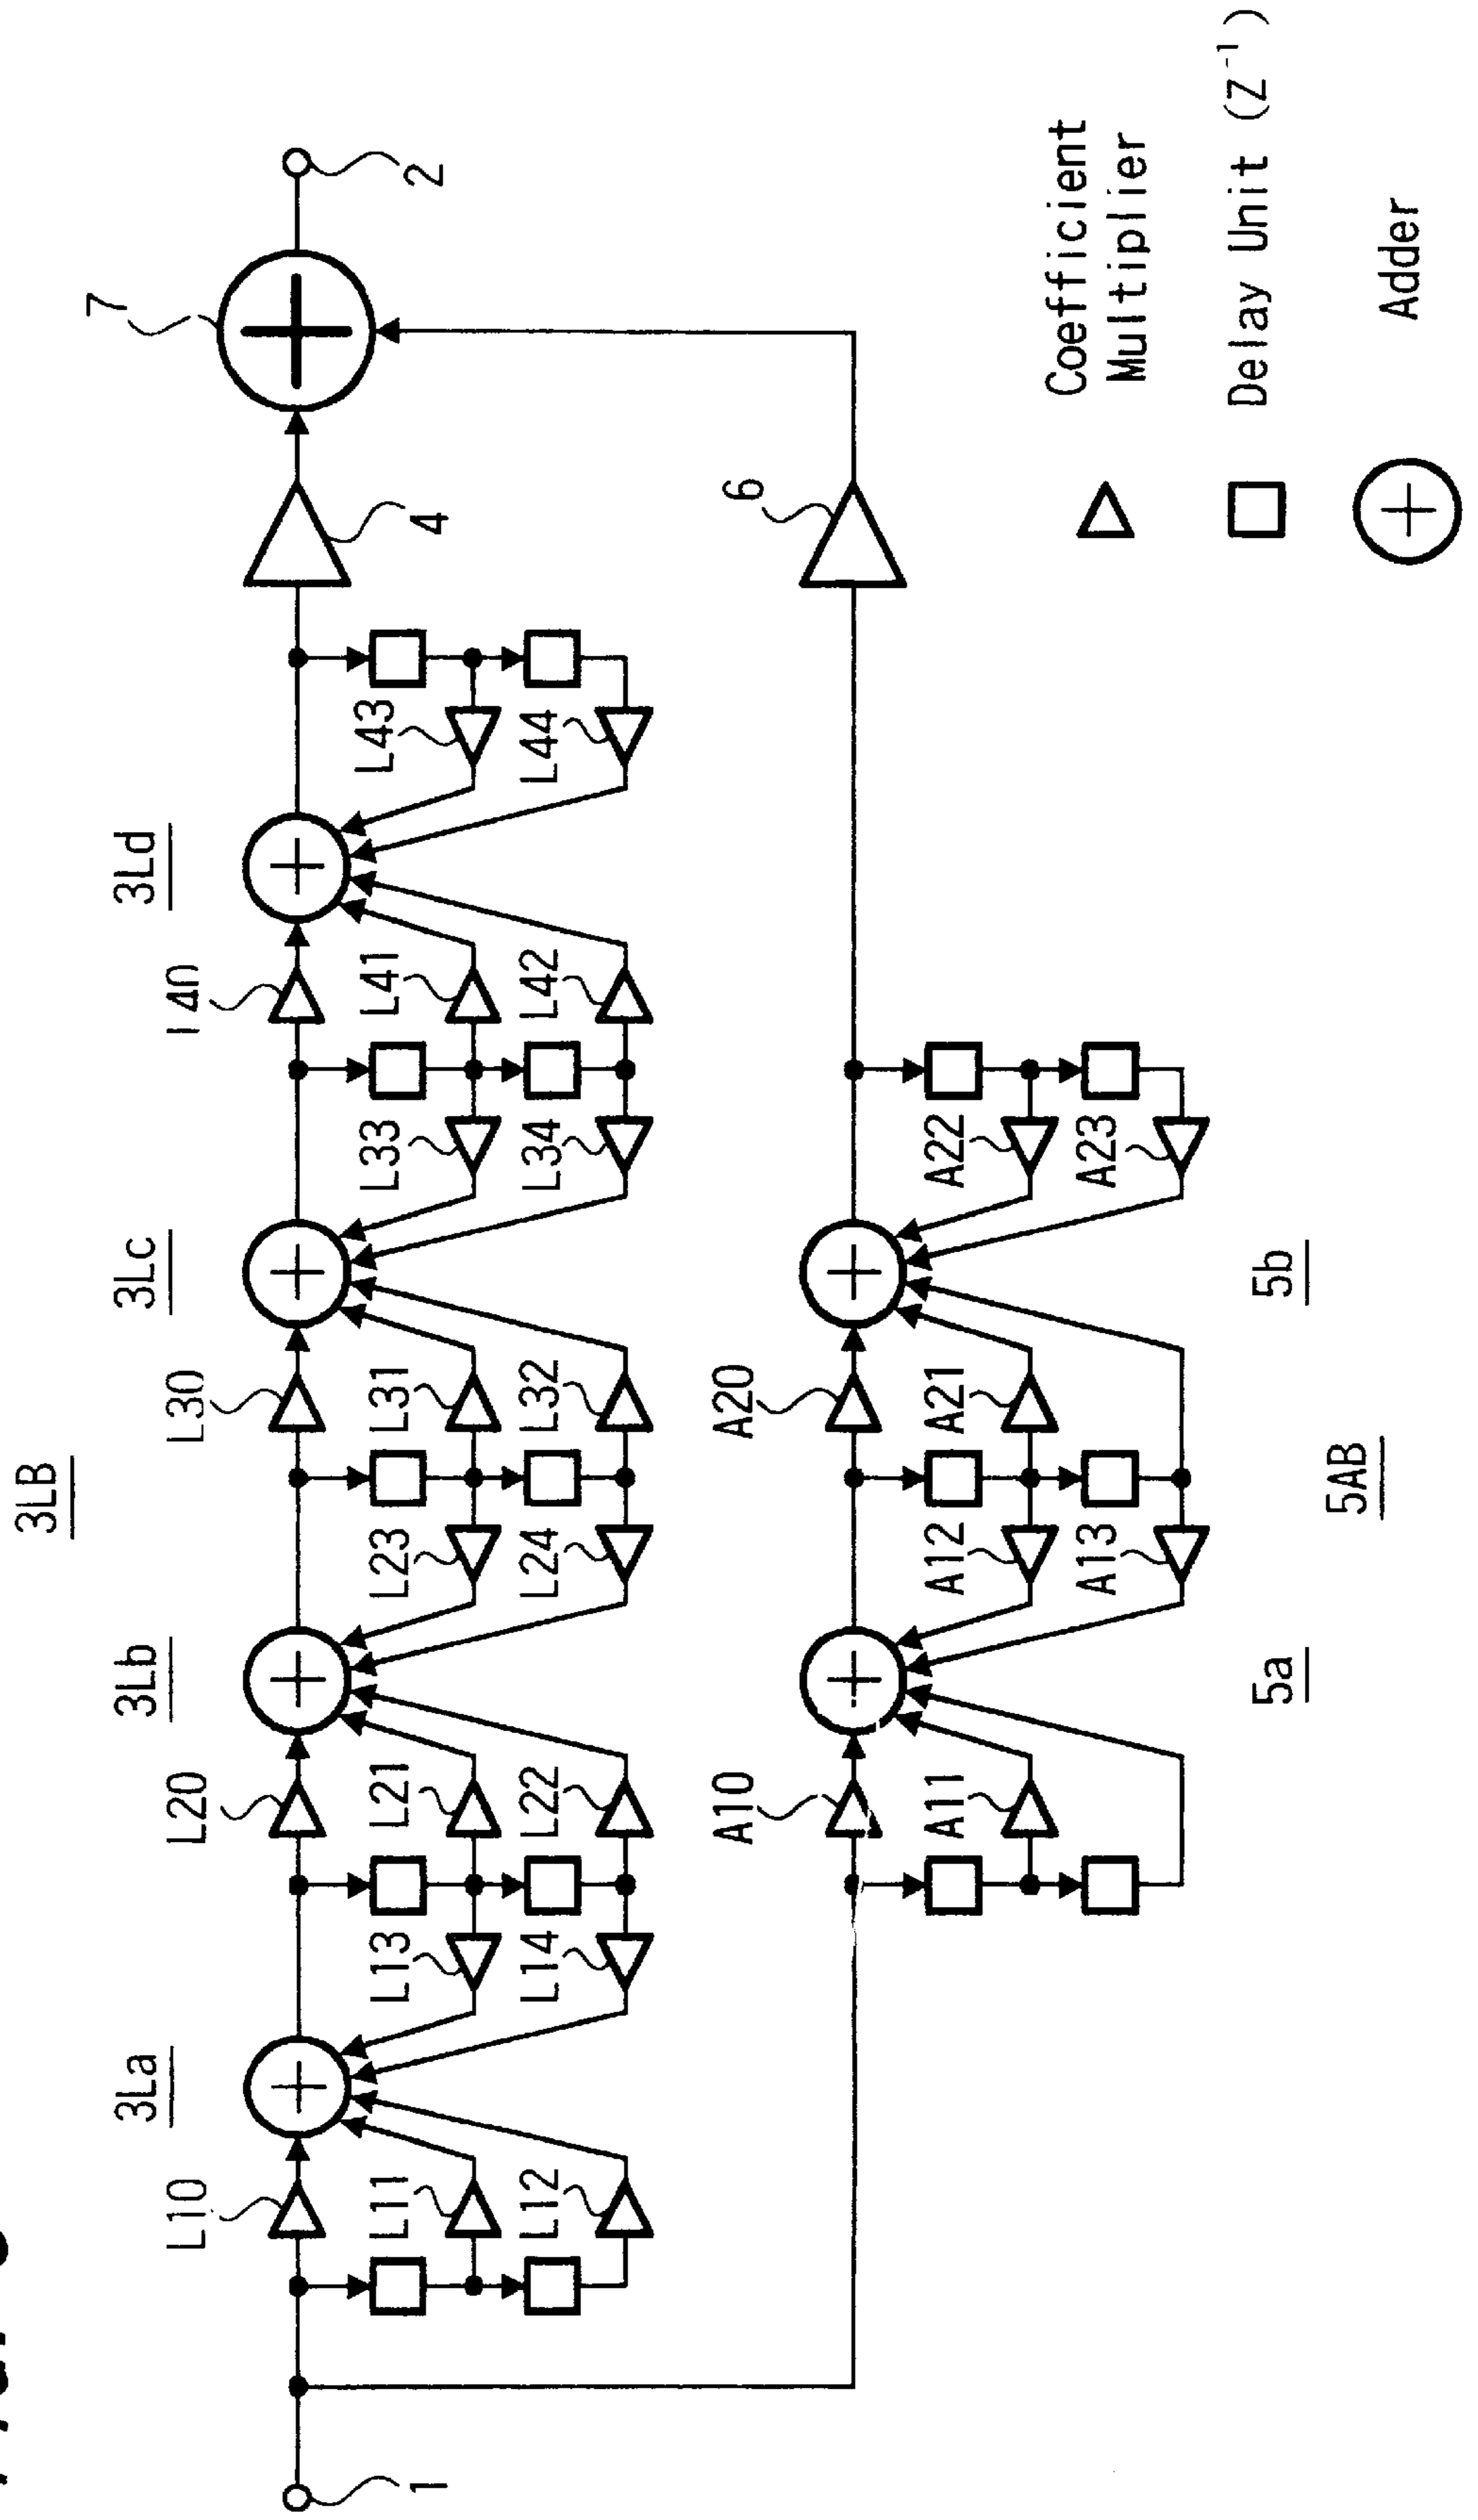 3LB
3La
3Lb
3Lc
3Ld
7
L10
L20
L30
L40
2
L11
L13
L21
L23
L31
L33
L41
L43
4
1
L12
L14
L22
L24
L32
L34
L42
L44
A10
A20
6
A11
A12
A21
A22
A13
A23
5a
5b
5AB
Coefficient
Multiplier
Delay Unit (Z⁻¹)
Adder